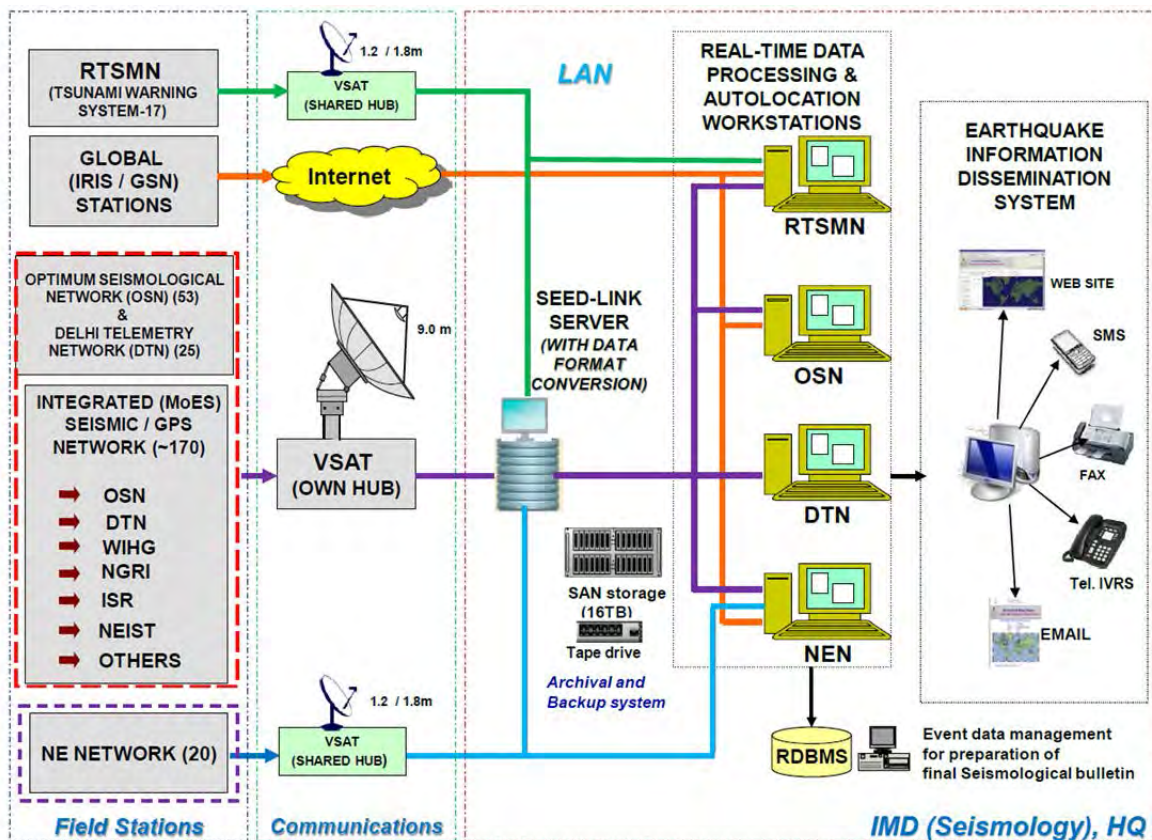 RTSMN
(TSUNAMI WARNING
SYSTEM-17)
GLOBAL
(IRIS / GSN)
STATIONS
OPTIMUM SEISMOLOGICAL
NETWORK (OSN) (53)
&
DELHI TELEMETRY
NETWORK (DTN) (25)
INTEGRATED (MoES)
SEISMIC / GPS
NETWORK (~170)
OSN
DTN
WIHG
NGRI
ISR
NEIST
OTHERS
NE NETWORK (20)
Field Stations
1.2 / 1.8m
VSAT
(SHARED HUB)
Internet
9.0 m
VSAT
(OWN HUB)
1.2 / 1.8m
VSAT
(SHARED HUB)
Communications
LAN
SEED-LINK
SERVER
(WITH DATA
FORMAT
CONVERSION)
SAN storage
(16TB)
Tape drive
Archival and
Backup system
REAL-TIME DATA
PROCESSING &
AUTOLOCATION
WORKSTATIONS
RTSMN
OSN
DTN
NEN
RDBMS
Event data management
for preparation of
final Seismological bulletin
EARTHQUAKE
INFORMATION
DISSEMINATION
SYSTEM
WEB SITE
SMS
FAX
Tel. IVRS
EMAIL
IMD (Seismology), HQ